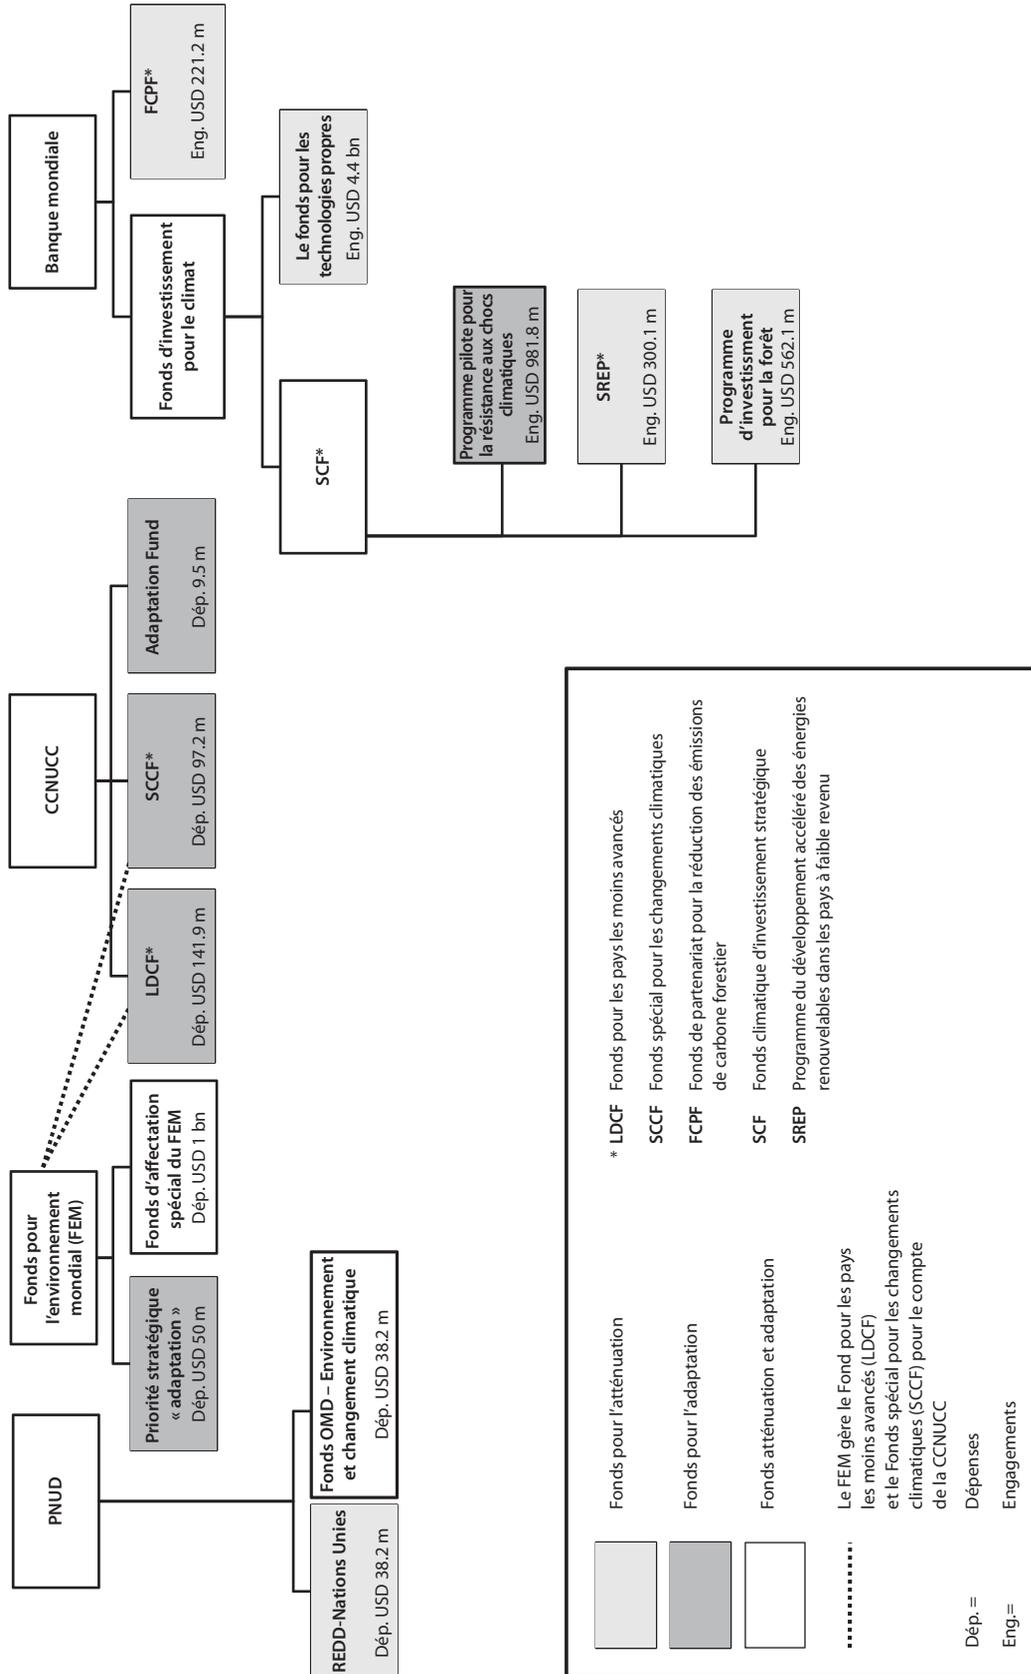 PNUD
Fonds pour
l'environnement
mondial (FEM)
CCNUCC
Banque mondiale
Priorité stratégique
« adaptation »
Dép. USD 50 m
Fonds d'affectation
spécial du FEM
Dép. USD 1 bn
LDCF*
Dép. USD 141.9 m
SCCF*
Dép. USD 97.2 m
Adaptation Fund
Dép. 9.5 m
Fonds d'investissement
pour le climat
FCPF*
Eng. USD 221.2 m
REDD-Nations Unies
Dép. USD 38.2 m
Fonds OMD – Environnement
et changement climatique
Dép. USD 38.2 m
SCF*
Le fonds pour les
technologies propres
Eng. USD 4.4 bn
Programme pilote pour
la résistance aux chocs
climatiques
Eng. USD 981.8 m
SREP*
Eng. USD 300.1 m
Programme
d'investissment
pour la forêt
Eng. USD 562.1 m
Fonds pour l'atténuation
Fonds pour l'adaptation
Fonds atténuation et adaptation
Le FEM gère le Fond pour les pays
les moins avancés (LDCF)
et le Fonds spécial pour les changements
climatiques (SCCF) pour le compte
de la CCNUCC
Dép. = Dépenses
Eng.= Engagements
* LDCF Fonds pour les pays les moins avancés
SCCF Fonds spécial pour les changements climatiques
FCPF Fonds de partenariat pour la réduction des émissions
de carbone forestier
SCF Fonds climatique d'investissement stratégique
SREP Programme du développement accéléré des énergies
renouvelables dans les pays à faible revenu